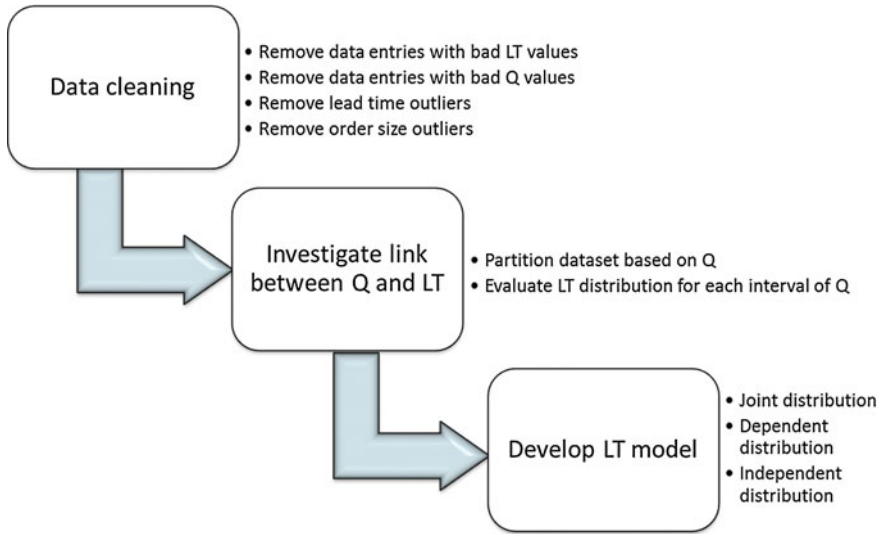 Data cleaning
• Remove data entries with bad LT values
• Remove data entries with bad Q values
• Remove lead time outliers
• Remove order size outliers
Investigate link
between Q and LT
• Partition dataset based on Q
• Evaluate LT distribution for each interval of Q
Develop LT model
• Joint distribution
• Dependent
distribution
• Independent
distribution